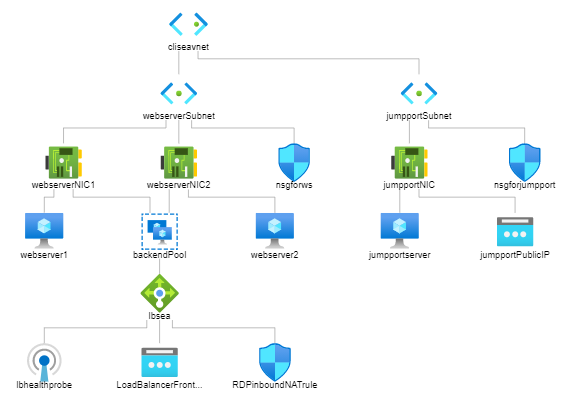 cliseavnet
webserverSubnet
jumpportSubnet
webserverNIC1
webserverNIC2
nsgforws
jumpportNIC
nsgforjumpport
webserver1
backendPool
webserver2
jumpportserver
jumpportPublicIP
lbsea
lbhealthprobe
LoadBalancerFront...
RDPinboundNATrule